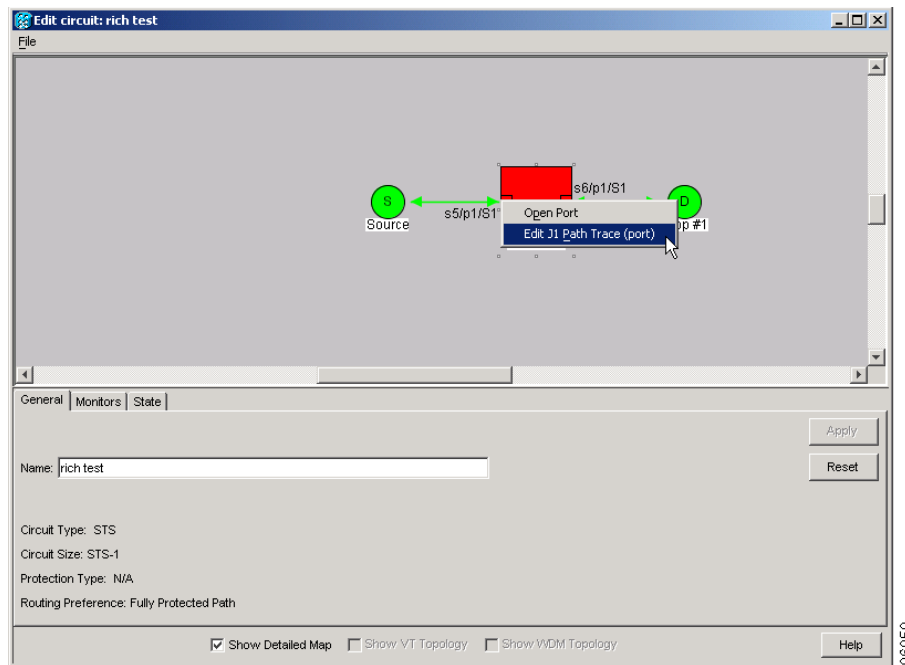 Edit circuit: rich test
File
S
Source
s5/p1/S1
s6/p1/S1
D
op #1
Open Port
Edit J1 Path Trace (port)
General Monitors State
Apply
Name: rich test
Reset
Circuit Type: STS
Circuit Size: STS-1
Protection Type: N/A
Routing Preference: Fully Protected Path
Show Detailed Map Show VT Topology Show WDM Topology Help